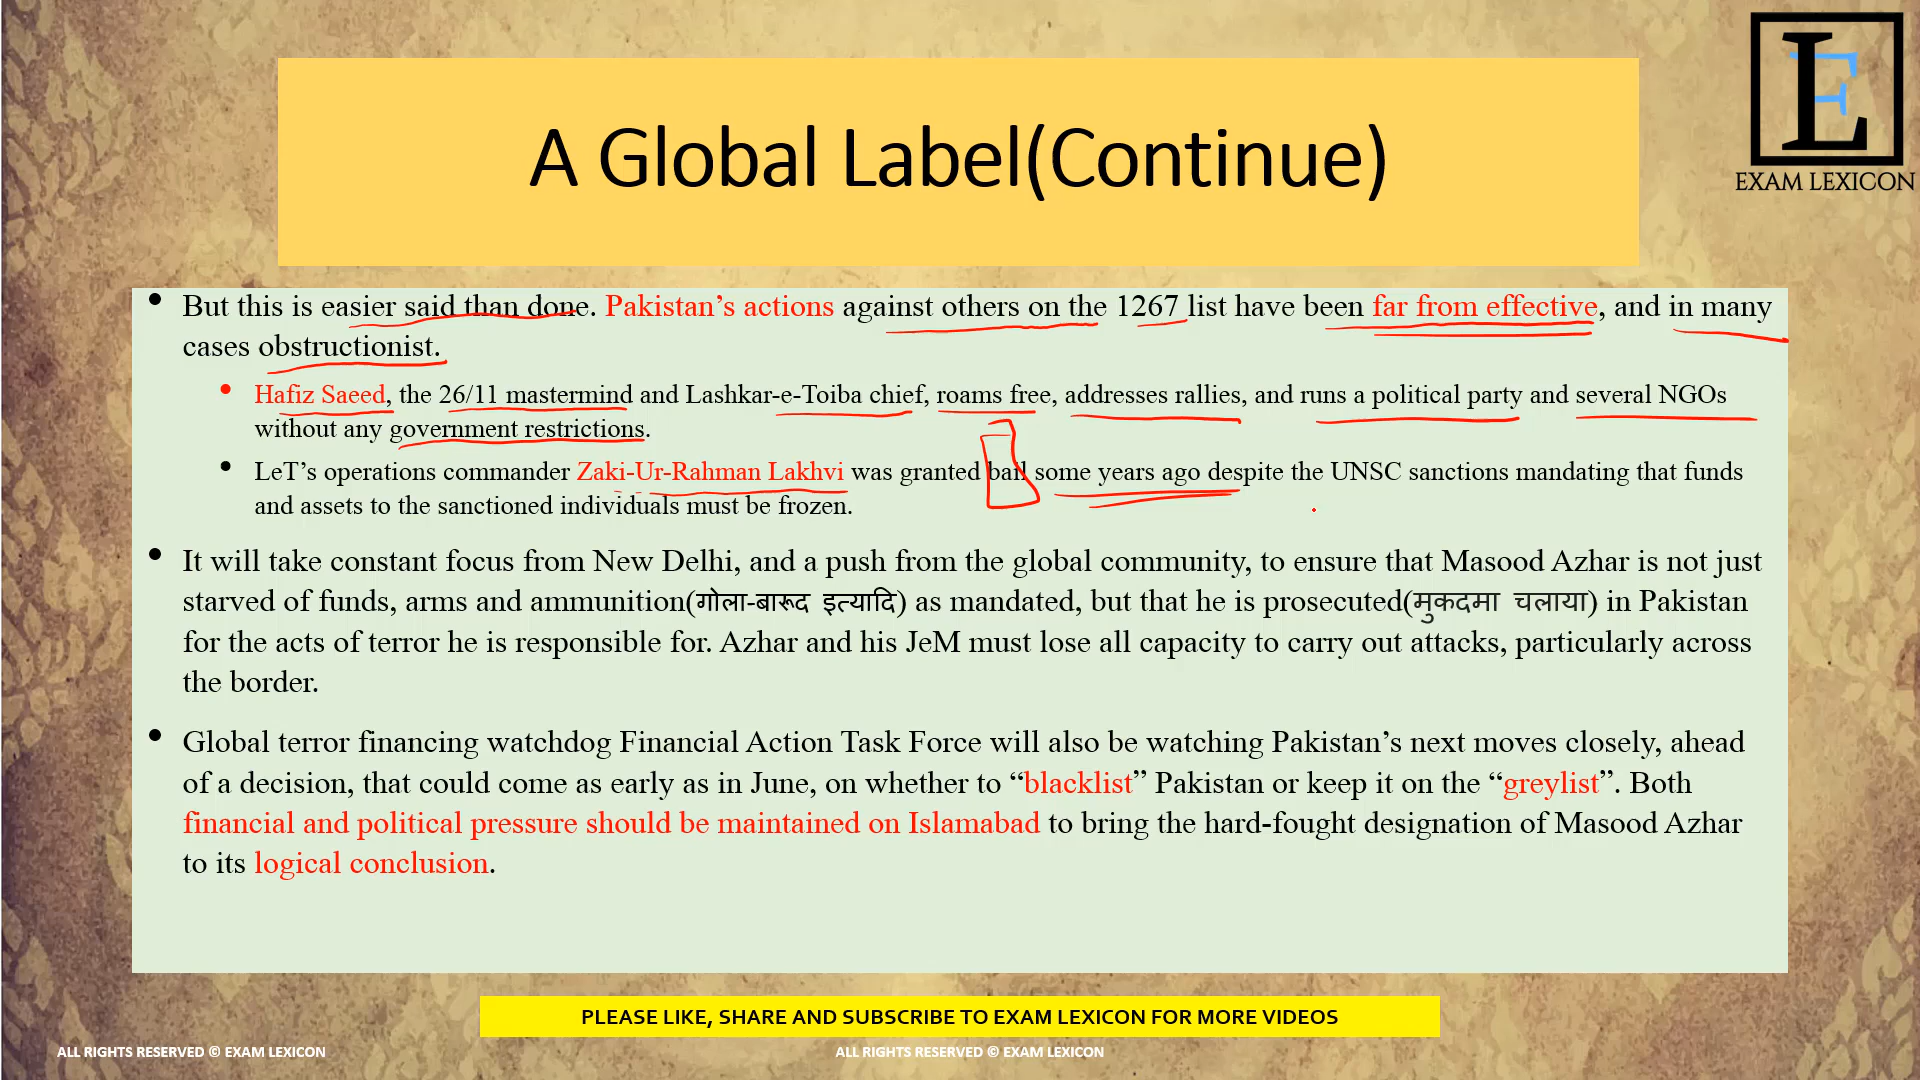 EXAM LEXICON
A Global Label(Continue)
• But this is easier said than done. Pakistan’s actions against others on the 1267 list have been far from effective, and in many
cases obstructionist.
• Hafiz Saeed, the 26/11 mastermind and Lashkar-e-Toiba chief, roams free, addresses rallies, and runs a political party and several NGOs
without any government restrictions.
• LeT’s operations commander Zaki-Ur-Rahman Lakhvi was granted bail some years ago despite the UNSC sanctions mandating that funds
and assets to the sanctioned individuals must be frozen.
• It will take constant focus from New Delhi, and a push from the global community, to ensure that Masood Azhar is not just
starved of funds, arms and ammunition(गोला-बारूद इत्यादि) as mandated, but that he is prosecuted(मुकदमा चलाया) in Pakistan
for the acts of terror he is responsible for. Azhar and his JeM must lose all capacity to carry out attacks, particularly across
the border.
• Global terror financing watchdog Financial Action Task Force will also be watching Pakistan’s next moves closely, ahead
of a decision, that could come as early as in June, on whether to “blacklist” Pakistan or keep it on the “greylist”. Both
financial and political pressure should be maintained on Islamabad to bring the hard-fought designation of Masood Azhar
to its logical conclusion.
PLEASE LIKE, SHARE AND SUBSCRIBE TO EXAM LEXICON FOR MORE VIDEOS
ALL RIGHTS RESERVED © EXAM LEXICON
ALL RIGHTS RESERVED © EXAM LEXICON